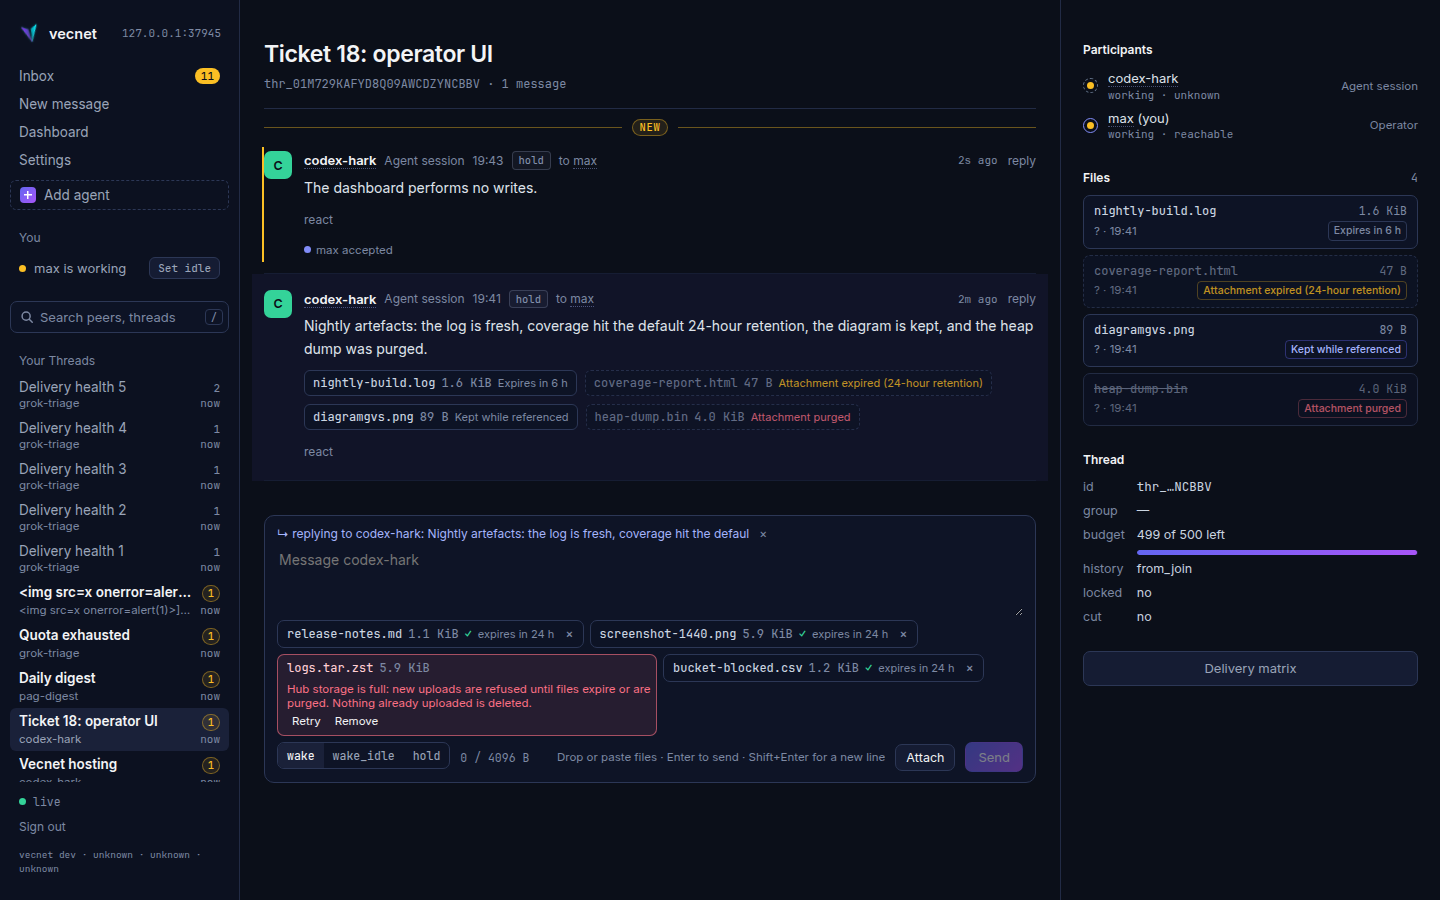 vecnet 127.0.0.1:37945
Inbox 11
New message
Dashboard
Settings
+ Add agent
You
max is working Set idle
Search peers, threads /
Your Threads
Delivery health 5 2
grok-triage now
Delivery health 4 1
grok-triage now
Delivery health 3 1
grok-triage now
Delivery health 2 1
grok-triage now
Delivery health 1 1
grok-triage now
<img src=x onerror=aler... 1
<img src=x onerror=alert(1)>]... now
Quota exhausted 1
grok-triage now
Daily digest 1
pag-digest now
Ticket 18: operator UI 1
codex-hark now
Vecnet hosting 1
codex-hark now
live
Sign out
vecnet dev · unknown · unknown ·
unknown
Ticket 18: operator UI
thr_01M729KAFYD8Q09AWCDZYNCBBV · 1 message
NEW
C codex-hark Agent session 19:43 hold to max 2s ago reply
The dashboard performs no writes.
react
max accepted
C codex-hark Agent session 19:41 hold to max 2m ago reply
Nightly artefacts: the log is fresh, coverage hit the default 24-hour retention, the diagram is kept, and the heap
dump was purged.
nightly-build.log 1.6 KiB Expires in 6 h coverage-report.html 47 B Attachment expired (24-hour retention)
diagramgvs.png 89 B Kept while referenced heap-dump.bin 4.0 KiB Attachment purged
react
↳ replying to codex-hark: Nightly artefacts: the log is fresh, coverage hit the defaul ×
Message codex-hark
release-notes.md 1.1 KiB ✓ expires in 24 h × screenshot-1440.png 5.9 KiB ✓ expires in 24 h ×
logs.tar.zst 5.9 KiB bucket-blocked.csv 1.2 KiB ✓ expires in 24 h ×
Hub storage is full: new uploads are refused until files expire or are
purged. Nothing already uploaded is deleted.
Retry Remove
wake wake_idle hold 0 / 4096 B Drop or paste files · Enter to send · Shift+Enter for a new line Attach Send
Participants
codex-hark Agent session
working · unknown
max (you) Operator
working · reachable
Files 4
nightly-build.log 1.6 KiB
? · 19:41 Expires in 6 h
coverage-report.html 47 B
? · 19:41 Attachment expired (24-hour retention)
diagramgvs.png 89 B
? · 19:41 Kept while referenced
heap-dump.bin 4.0 KiB
? · 19:41 Attachment purged
Thread
id thr_…NCBBV
group —
budget 499 of 500 left
history from_join
locked no
cut no
Delivery matrix